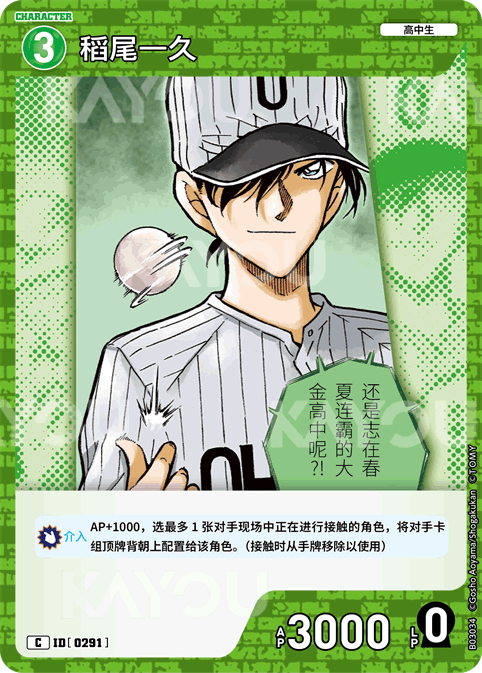 CHARACTER
3
稻尾一久
高中生
KAYOU
还是志在春
夏连霸的大
金高中呢?!
介入 AP+1000，选最多 1 张对手现场中正在进行接触的角色，将对手卡
组顶牌背朝上配置给该角色。（接触时从手牌移除以使用）
C ID[ 0291 ]
AP 3000 LP 0
B03034 ©Gosho Aoyama/Shogakukan ©TOMY